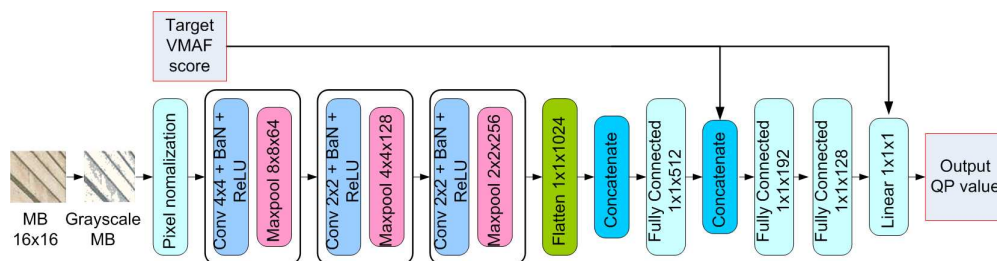 Target
VMAF
score
MB
16x16
Grayscale
MB
Pixel normalization
Conv 4x4 + BaN +
ReLU
Maxpool 8x8x64
Conv 2x2 + BaN +
ReLU
Maxpool 4x4x128
Conv 2x2 + BaN +
ReLU
Maxpool 2x2x256
Flatten 1x1x1024
Concatenate
Fully Connected
1x1x512
Concatenate
Fully Connected
1x1x192
Fully Connected
1x1x128
Linear 1x1x1
Output
QP value